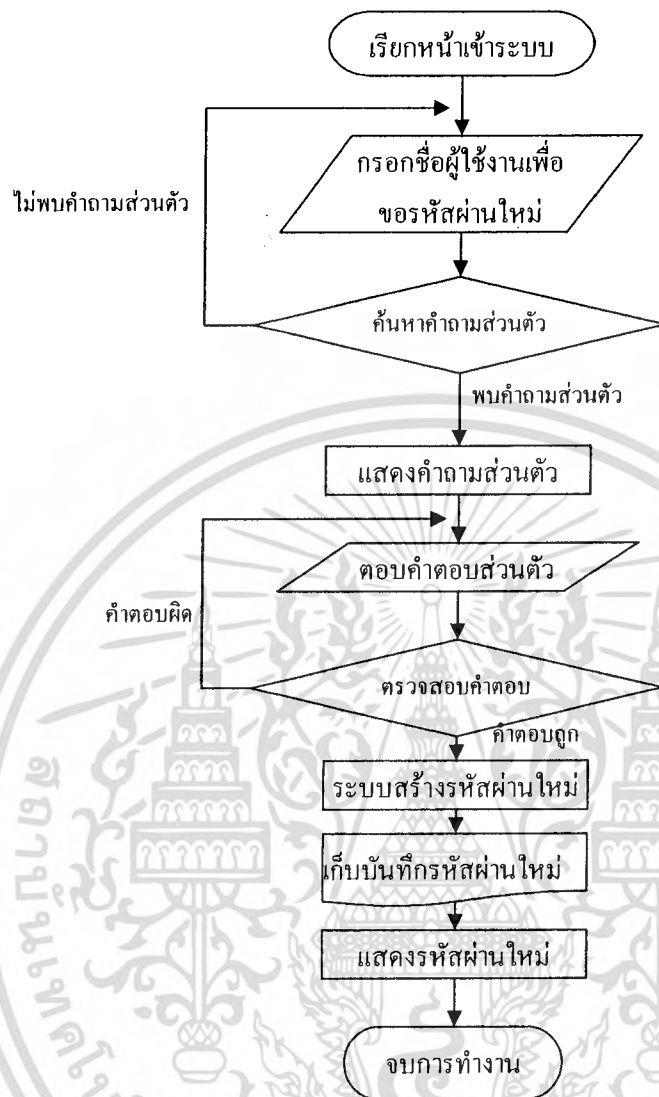 เรียกหน้าเข้าระบบ
กรอกชื่อผู้ใช้งานเพื่อ
ขอรหัสผ่านใหม่
ไม่พบคำถามส่วนตัว
ค้นหาคำถามส่วนตัว
พบคำถามส่วนตัว
แสดงคำถามส่วนตัว
ตอบคำตอบส่วนตัว
คำตอบผิด
ตรวจสอบคำตอบ
คำตอบถูก
ระบบสร้างรหัสผ่านใหม่
เก็บบันทึกรหัสผ่านใหม่
แสดงรหัสผ่านใหม่
จบการทำงาน